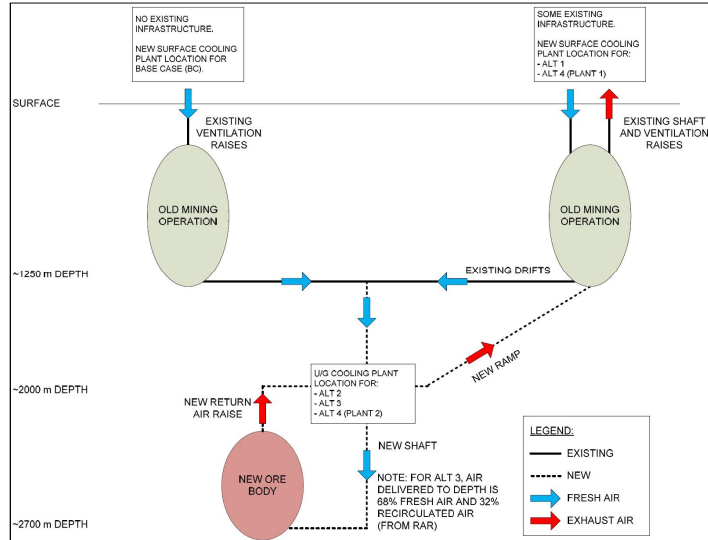 NO EXISTING
INFRASTRUCTURE.
NEW SURFACE COOLING
PLANT LOCATION FOR
BASE CASE (BC).
SOME EXISTING
INFRASTRUCTURE.
NEW SURFACE COOLING
PLANT LOCATION FOR:
- ALT 1
- ALT 4 (PLANT 1)
SURFACE
EXISTING
VENTILATION
RAISES
EXISTING SHAFT
AND VENTILATION
RAISES
OLD MINING
OPERATION
OLD MINING
OPERATION
~1250 m DEPTH
EXISTING DRIFTS
U/G COOLING PLANT
LOCATION FOR:
- ALT 2
- ALT 3
- ALT 4 (PLANT 2)
NEW RAMP
~2000 m DEPTH
NEW RETURN
AIR RAISE
NEW SHAFT
NEW ORE
BODY
NOTE: FOR ALT 3, AIR
DELIVERED TO DEPTH IS
68% FRESH AIR AND 32%
RECIRCULATED AIR
(FROM RAR)
~2700 m DEPTH
LEGEND:
EXISTING
NEW
FRESH AIR
EXHAUST AIR